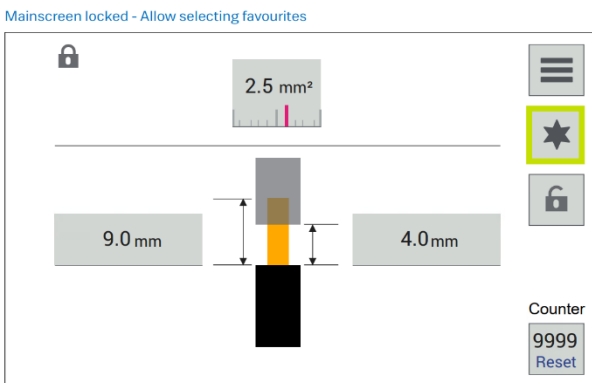 Mainscreen locked - Allow selecting favourites
2.5 mm²
9.0 mm
4.0 mm
Counter
9999
Reset